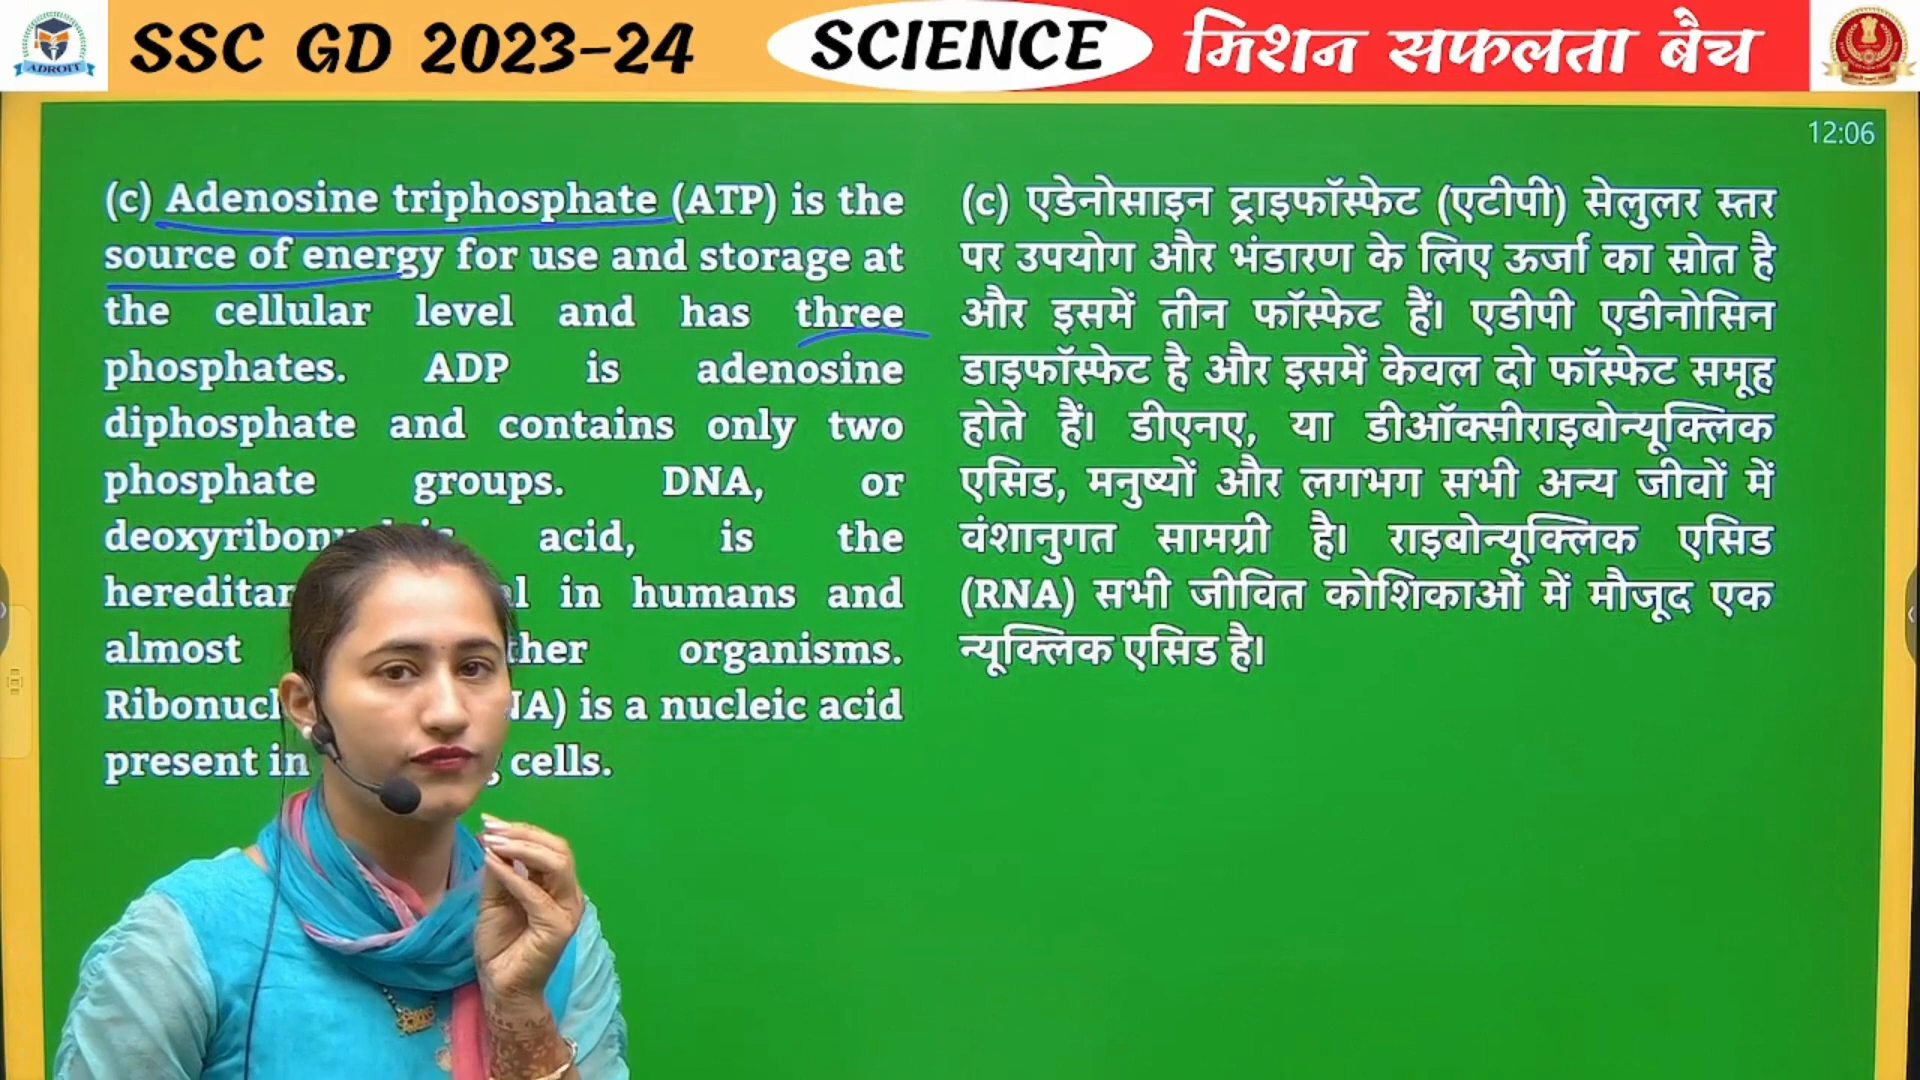 ADROIT
SSC GD 2023-24
SCIENCE
मिशन सफलता बैच
12:06
(c) Adenosine triphosphate (ATP) is the
source of energy for use and storage at
the cellular level and has three
phosphates. ADP is adenosine
diphosphate and contains only two
phosphate groups. DNA, or
acid, is the
in humans and
almost organisms.
is a nucleic acid
present in cells.
(c) एडेनोसाइन ट्राइफॉस्फेट (एटीपी) सेलुलर स्तर
पर उपयोग और भंडारण के लिए ऊर्जा का स्रोत है
और इसमें तीन फॉस्फेट हैं। एडीपी एडीनोसिन
डाइफॉस्फेट है और इसमें केवल दो फॉस्फेट समूह
होते हैं। डीएनए, या डीऑक्सीराइबोन्यूक्लिक
एसिड, मनुष्यों और लगभग सभी अन्य जीवों में
वंशानुगत सामग्री है। राइबोन्यूक्लिक एसिड
(RNA) सभी जीवित कोशिकाओं में मौजूद एक
न्यूक्लिक एसिड है।